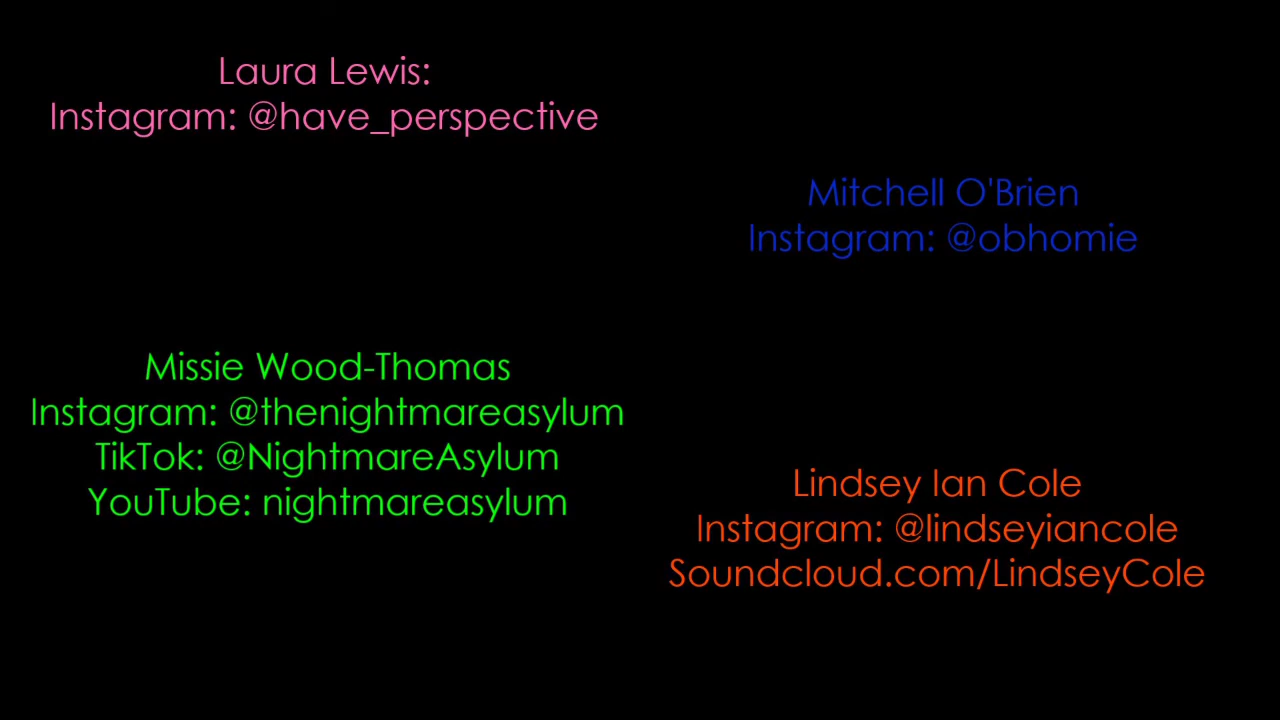 Laura Lewis:
Instagram: @have_perspective
Mitchell O'Brien
Instagram: @obhomie
Missie Wood-Thomas
Instagram: @thenightmareasylum
TikTok: @NightmareAsylum
YouTube: nightmareasylum
Lindsey Ian Cole
Instagram: @lindseyiancole
Soundcloud.com/LindseyCole